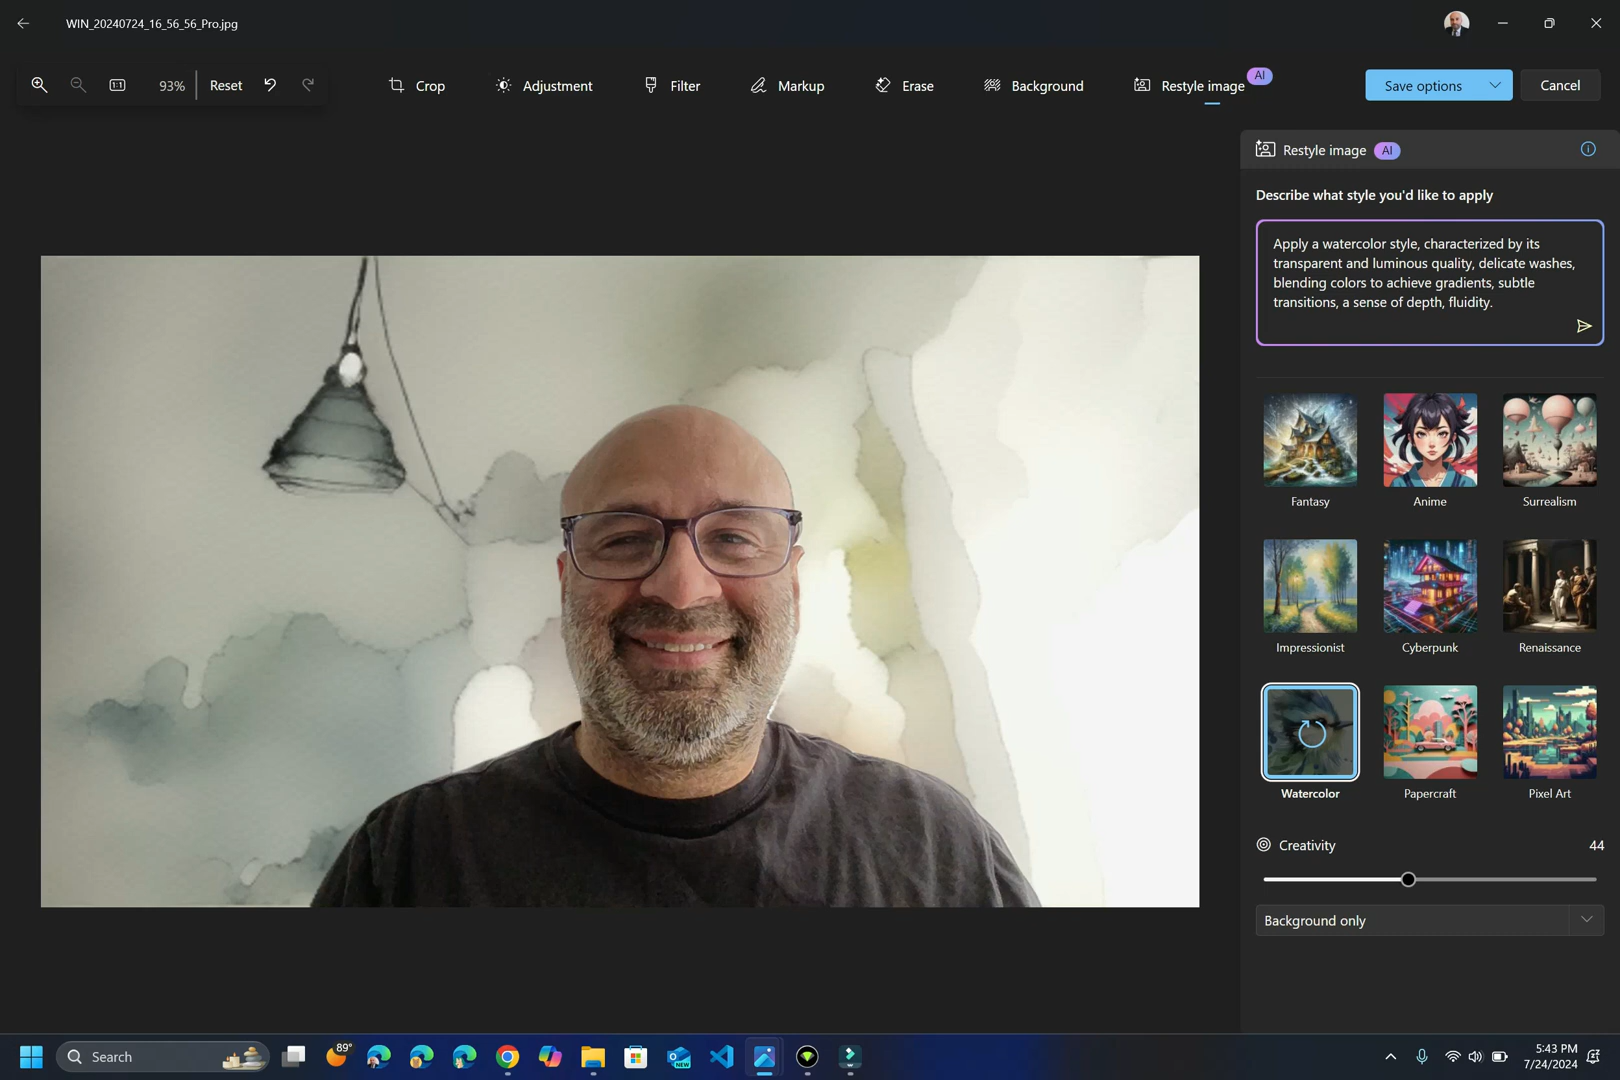 WIN_20240724_16_56_56_Pro.jpg
93%
Reset
Crop
Adjustment
Filter
Markup
Erase
Background
Restyle image
AI
Save options
Cancel
Restyle image AI
Describe what style you'd like to apply
Apply a watercolor style, characterized by its
transparent and luminous quality, delicate washes,
blending colors to achieve gradients, subtle
transitions, a sense of depth, fluidity.
Fantasy
Anime
Surrealism
Impressionist
Cyberpunk
Renaissance
Watercolor
Papercraft
Pixel Art
Creativity
44
Background only
Search
89°
NEW
5:43 PM
7/24/2024